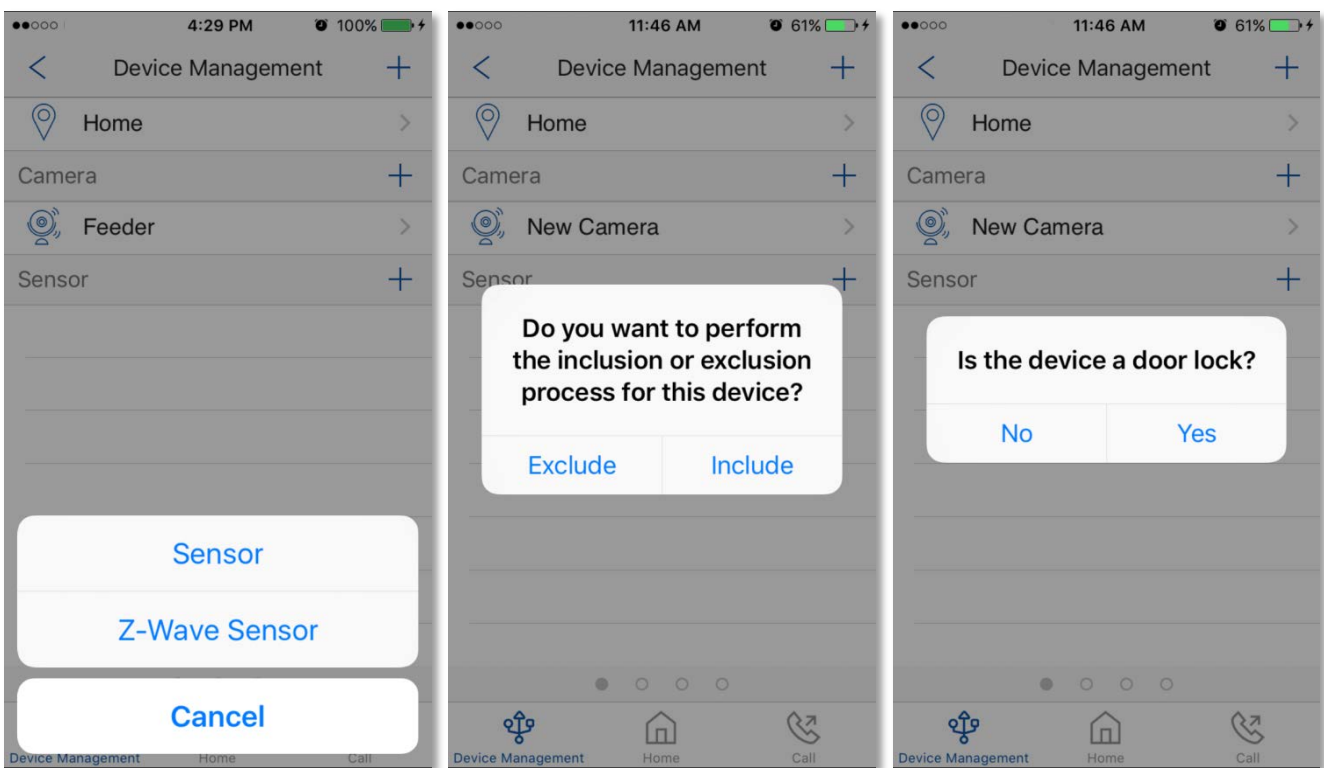 4:29 PM 100%
Device Management
Home
Camera
Feeder
Sensor
Sensor
Z-Wave Sensor
Cancel
Device Management Home Call
11:46 AM 61%
Device Management
Home
Camera
New Camera
Sensor
Do you want to perform
the inclusion or exclusion
process for this device?
Exclude Include
Device Management Home Call
11:46 AM 61%
Device Management
Home
Camera
New Camera
Sensor
Is the device a door lock?
No Yes
Device Management Home Call